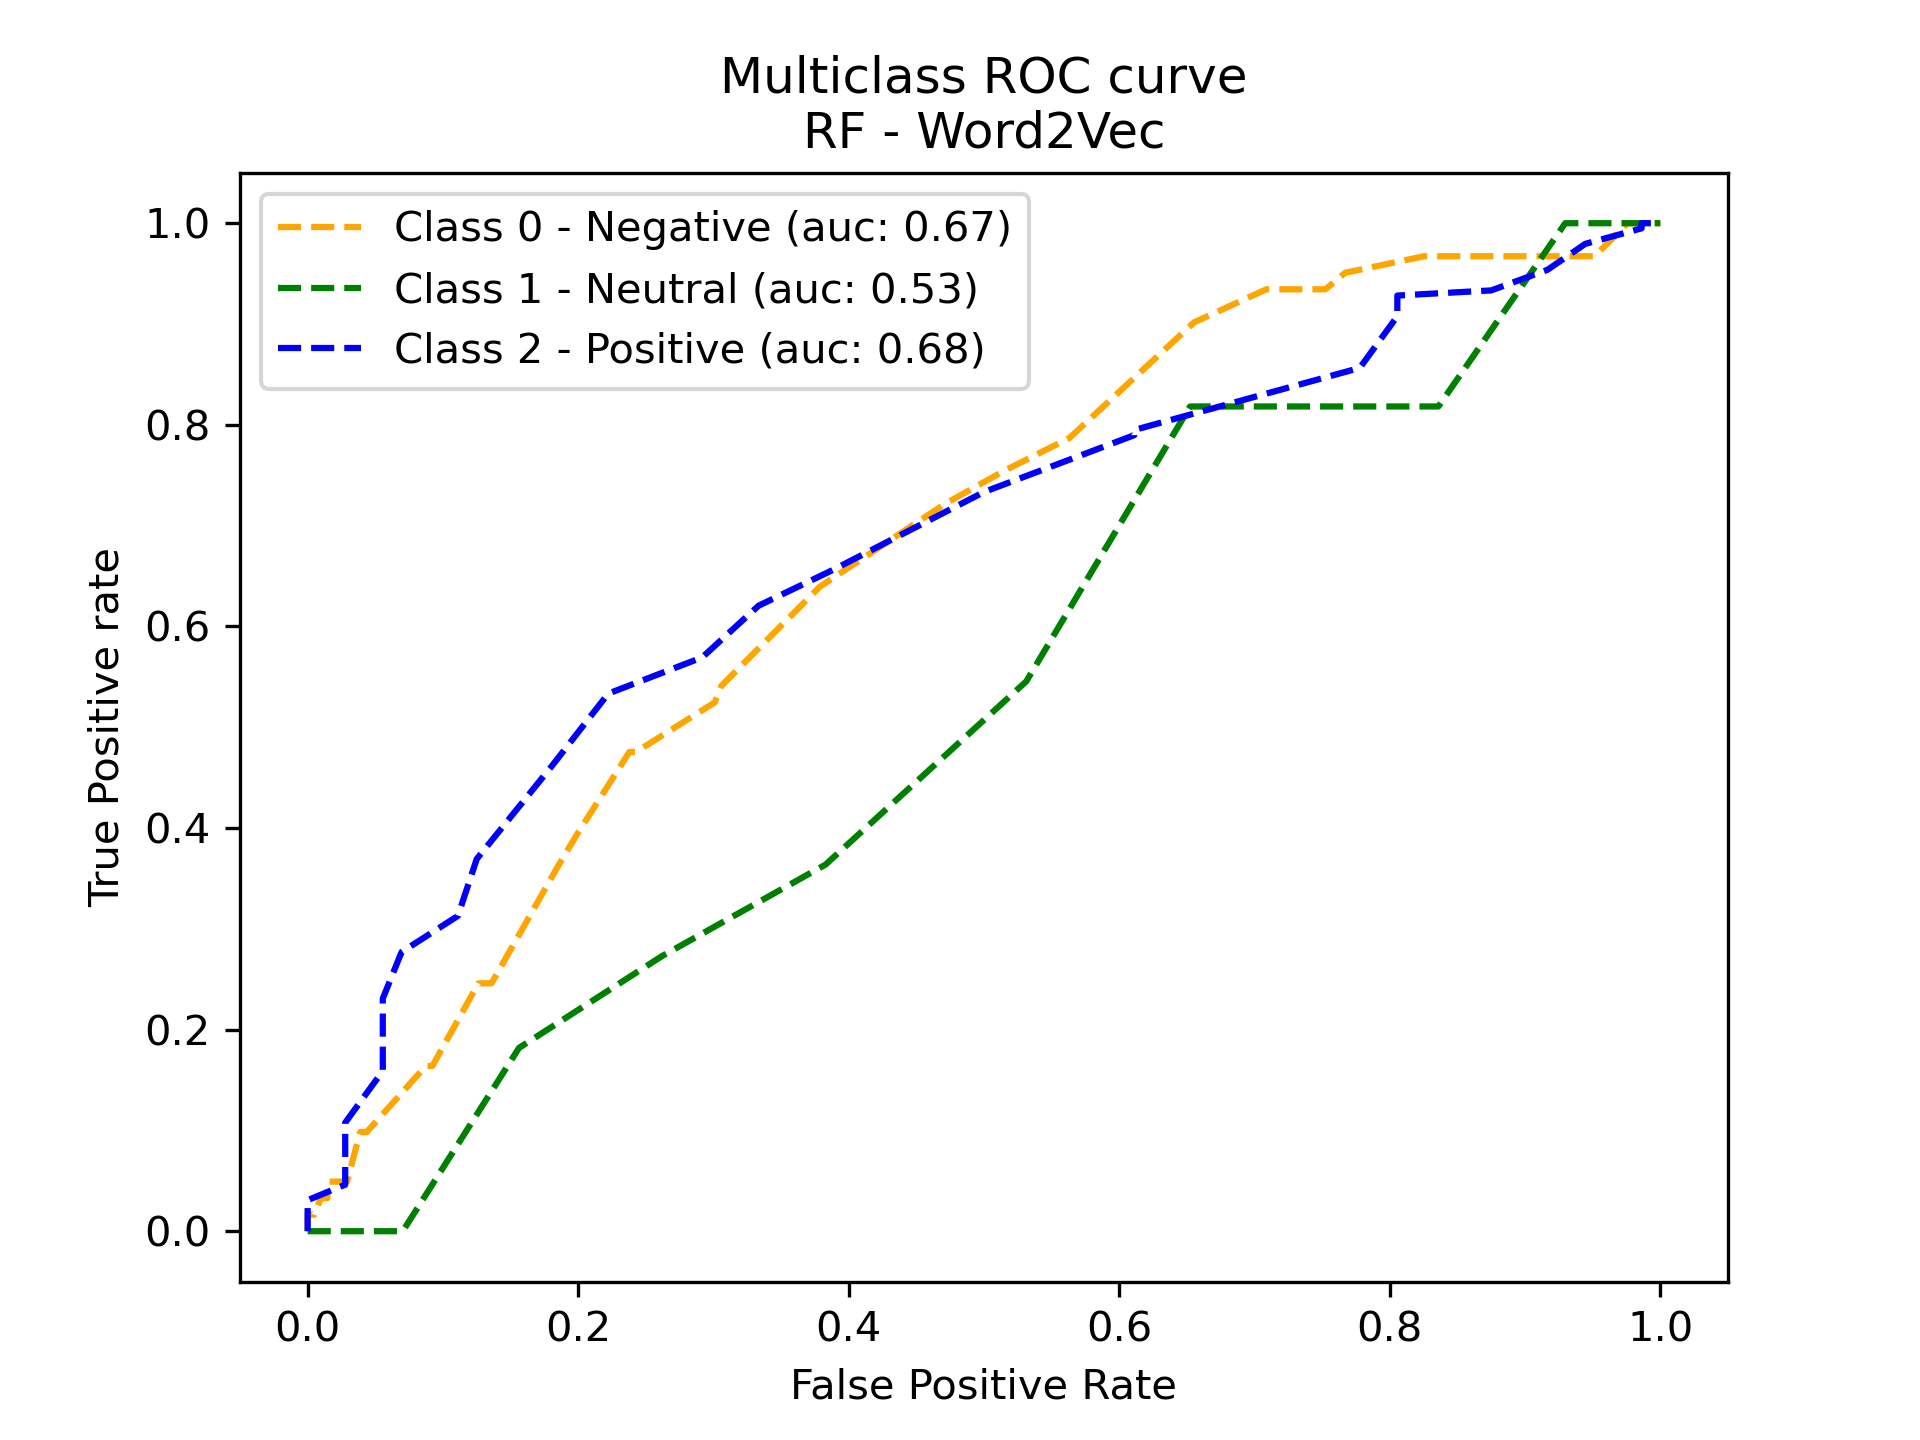 Multiclass ROC curve
RF - Word2Vec
Class 0 - Negative (auc: 0.67)
Class 1 - Neutral (auc: 0.53)
Class 2 - Positive (auc: 0.68)
True Positive rate
1.0
0.8
0.6
0.4
0.2
0.0
0.0 0.2 0.4 0.6 0.8 1.0
False Positive Rate